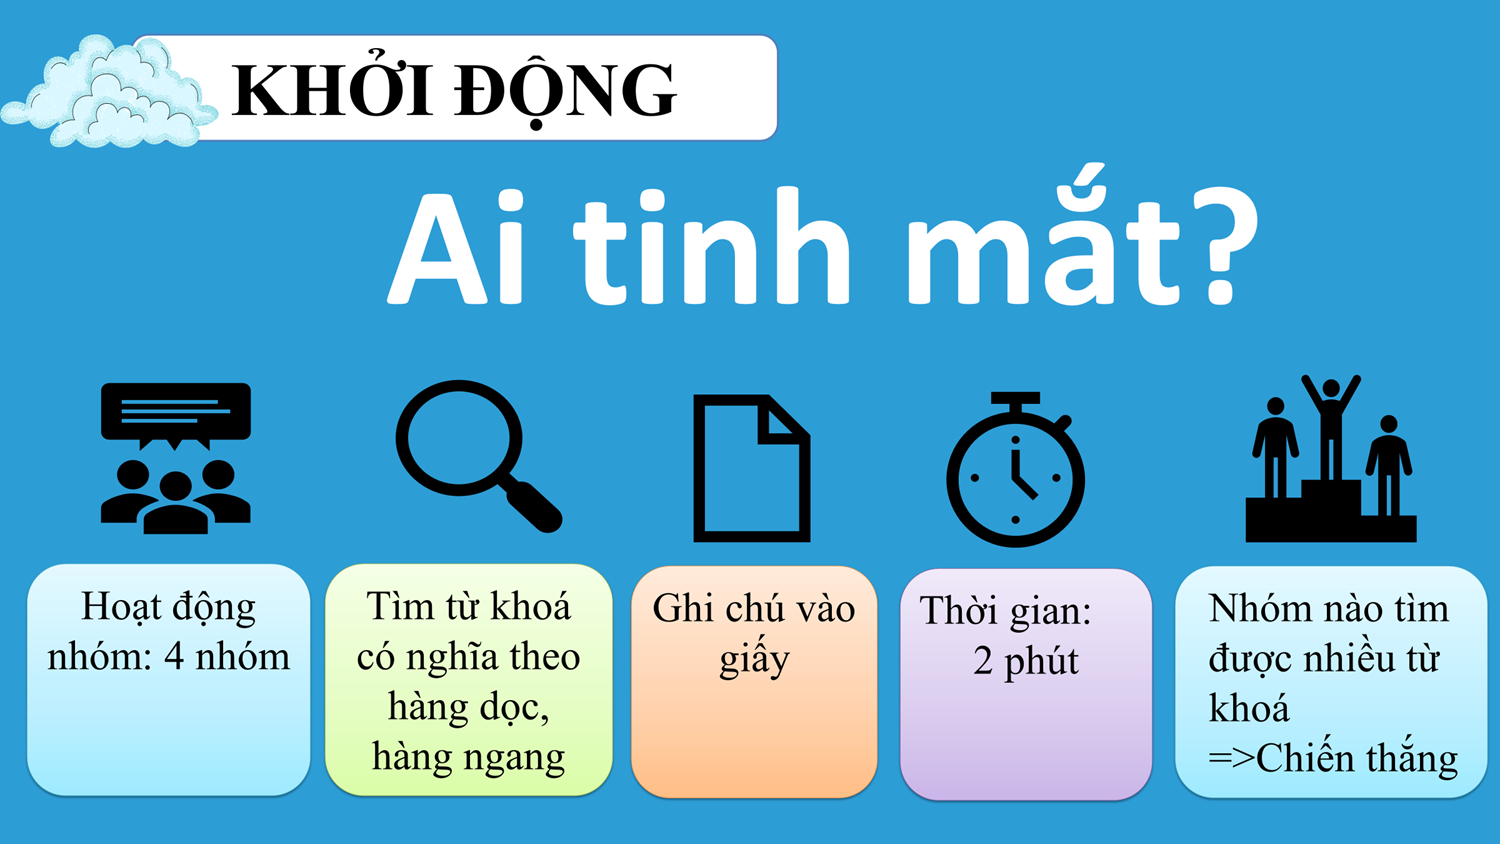 KHỞI ĐỘNG
Ai tinh mắt?
Hoạt động
nhóm: 4 nhóm
Tìm từ khoá
có nghĩa theo
hàng dọc,
hàng ngang
Ghi chú vào
giấy
Thời gian:
2 phút
Nhóm nào tìm
được nhiều từ
khoá
=>Chiến thắng